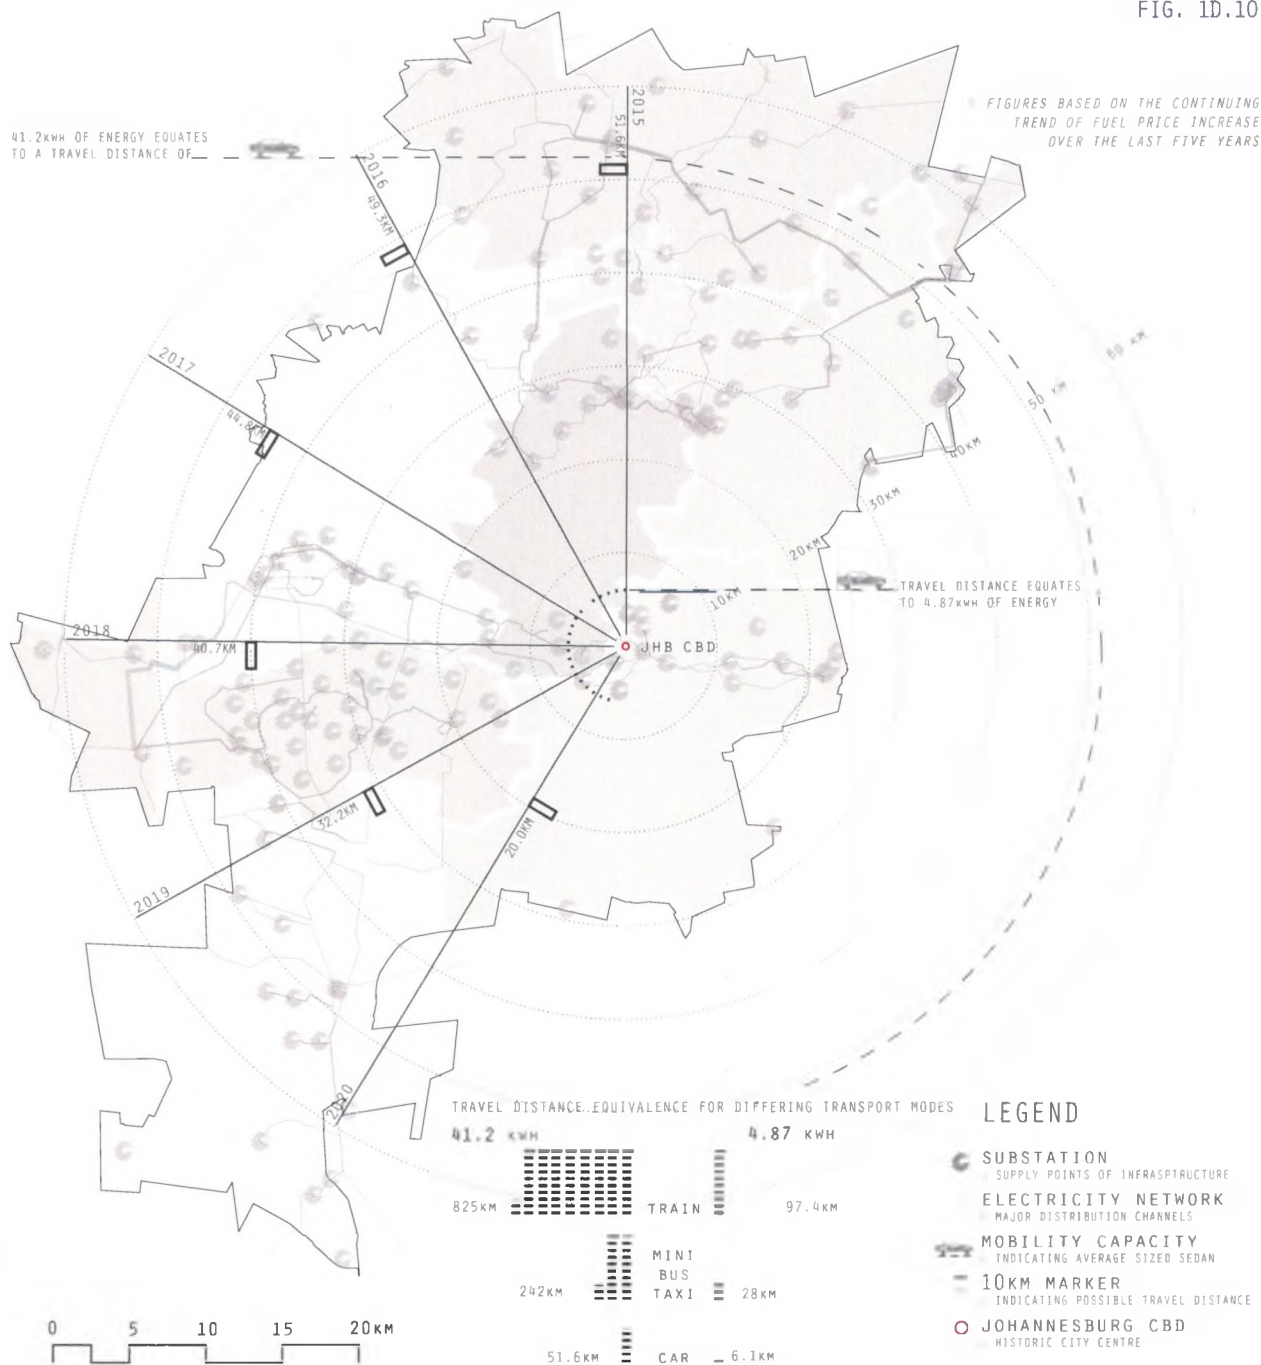 FIG. 1D.10
FIGURES BASED ON THE CONTINUING
TREND OF FUEL PRICE INCREASE
OVER THE LAST FIVE YEARS
41.2KWH OF ENERGY EQUATES
TO A TRAVEL DISTANCE OF
2015
51.6KM
2016
49.3KM
2017
44.8KM
80 KM
50 KM
40KM
30KM
20KM
10KM
TRAVEL DISTANCE EQUATES
TO 4.87KWH OF ENERGY
2018
40.7KM
JHB CBD
32.2KM
20.0KM
2019
2020
TRAVEL DISTANCE EQUIVALENCE FOR DIFFERING TRANSPORT MODES
41.2 KWH
4.87 KWH
825KM
TRAIN
97.4KM
MINI
BUS
242KM TAXI 28KM
51.6KM CAR 6.1KM
LEGEND
SUBSTATION
SUPPLY POINTS OF INFRASPTRUCTURE
ELECTRICITY NETWORK
MAJOR DISTRIBUTION CHANNELS
MOBILITY CAPACITY
INDICATING AVERAGE SIZED SEDAN
10KM MARKER
INDICATING POSSIBLE TRAVEL DISTANCE
JOHANNESBURG CBD
HISTORIC CITY CENTRE
0 5 10 15 20KM